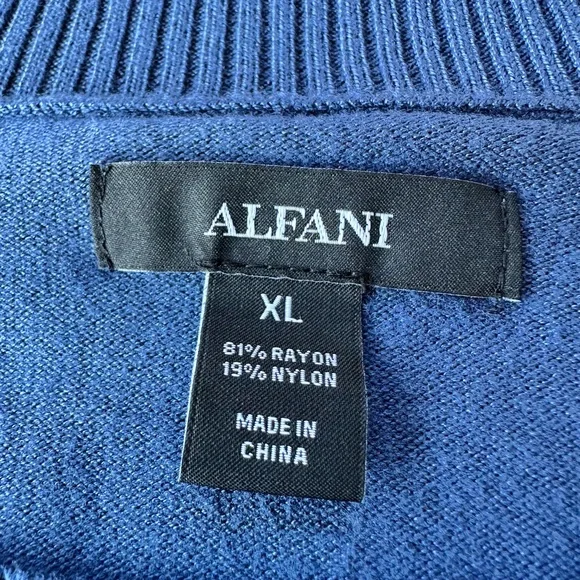 ALFANI
XL
81% RAYON
19% NYLON
MADE IN
CHINA